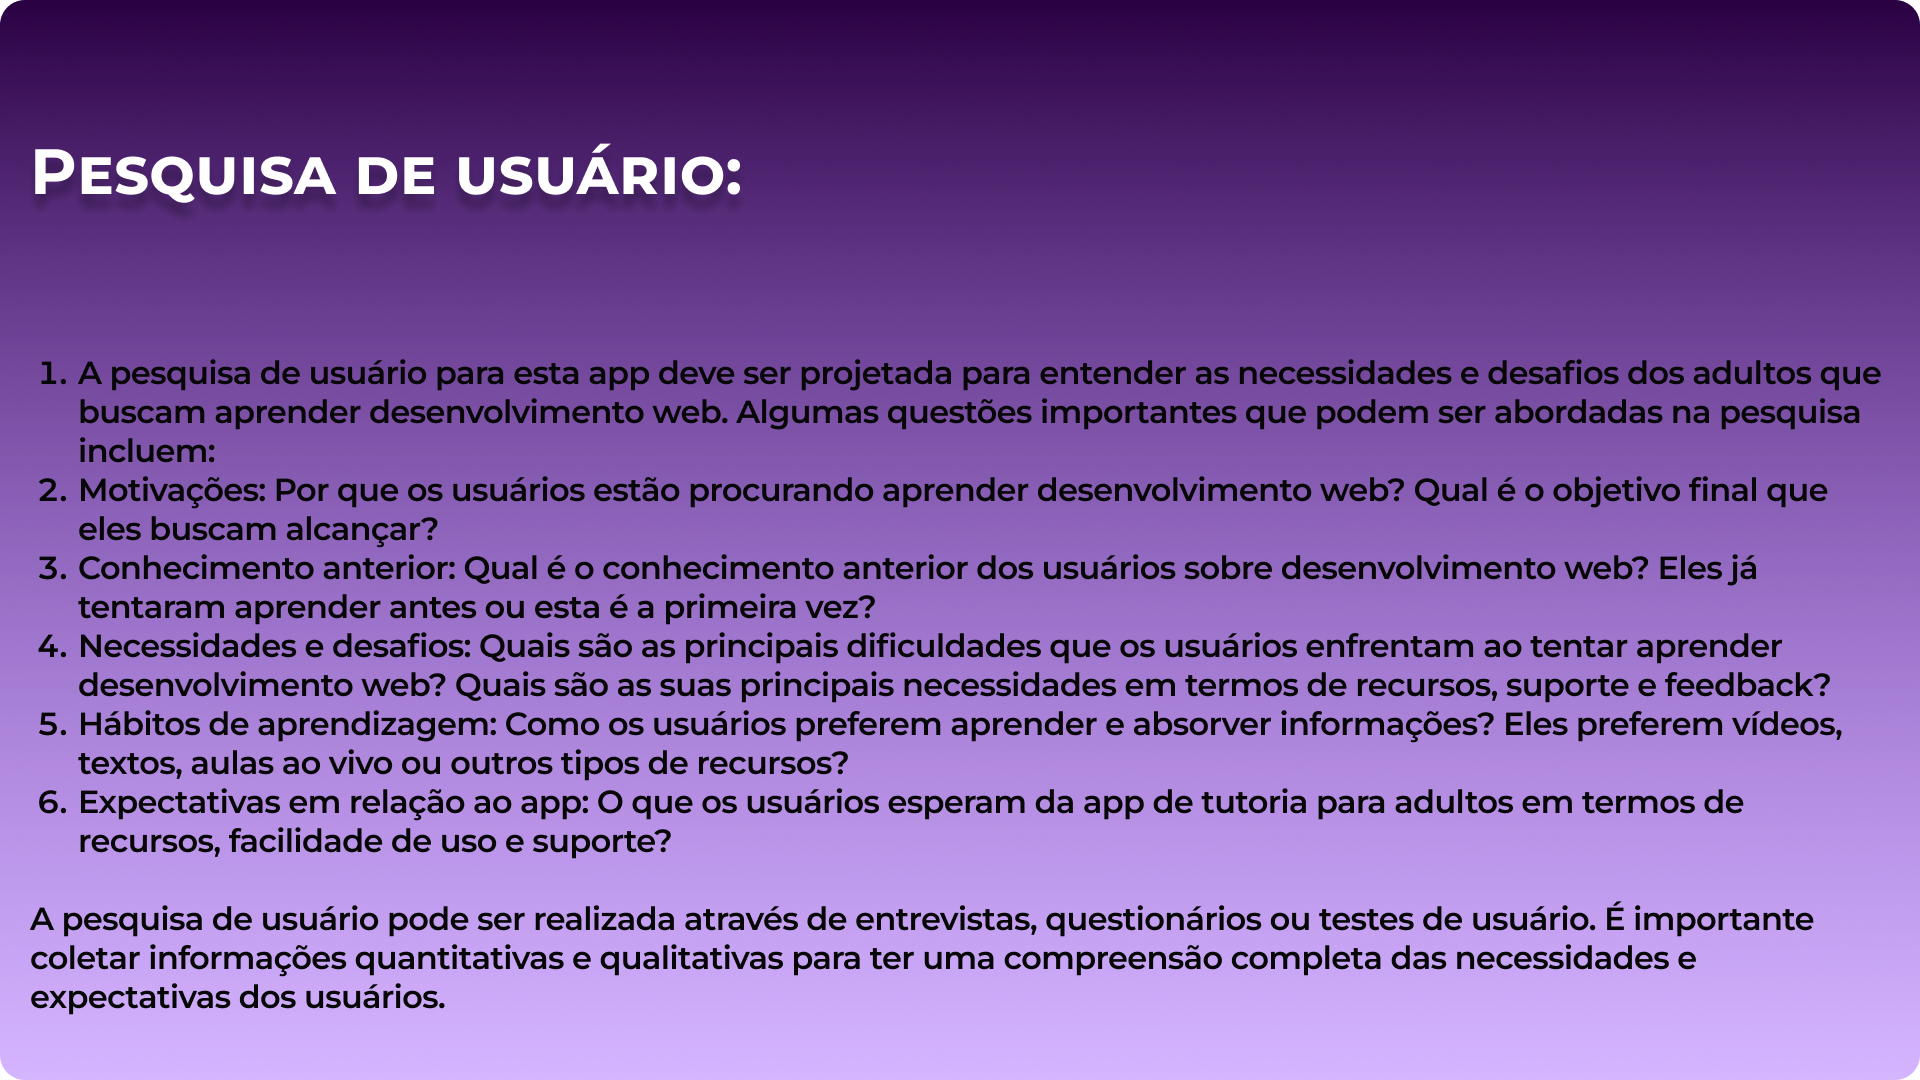 Pesquisa de usuário:
1. A pesquisa de usuário para esta app deve ser projetada para entender as necessidades e desafios dos adultos que
buscam aprender desenvolvimento web. Algumas questões importantes que podem ser abordadas na pesquisa
incluem:
2. Motivações: Por que os usuários estão procurando aprender desenvolvimento web? Qual é o objetivo final que
eles buscam alcançar?
3. Conhecimento anterior: Qual é o conhecimento anterior dos usuários sobre desenvolvimento web? Eles já
tentaram aprender antes ou esta é a primeira vez?
4. Necessidades e desafios: Quais são as principais dificuldades que os usuários enfrentam ao tentar aprender
desenvolvimento web? Quais são as suas principais necessidades em termos de recursos, suporte e feedback?
5. Hábitos de aprendizagem: Como os usuários preferem aprender e absorver informações? Eles preferem vídeos,
textos, aulas ao vivo ou outros tipos de recursos?
6. Expectativas em relação ao app: O que os usuários esperam da app de tutoria para adultos em termos de
recursos, facilidade de uso e suporte?
A pesquisa de usuário pode ser realizada através de entrevistas, questionários ou testes de usuário. É importante
coletar informações quantitativas e qualitativas para ter uma compreensão completa das necessidades e
expectativas dos usuários.